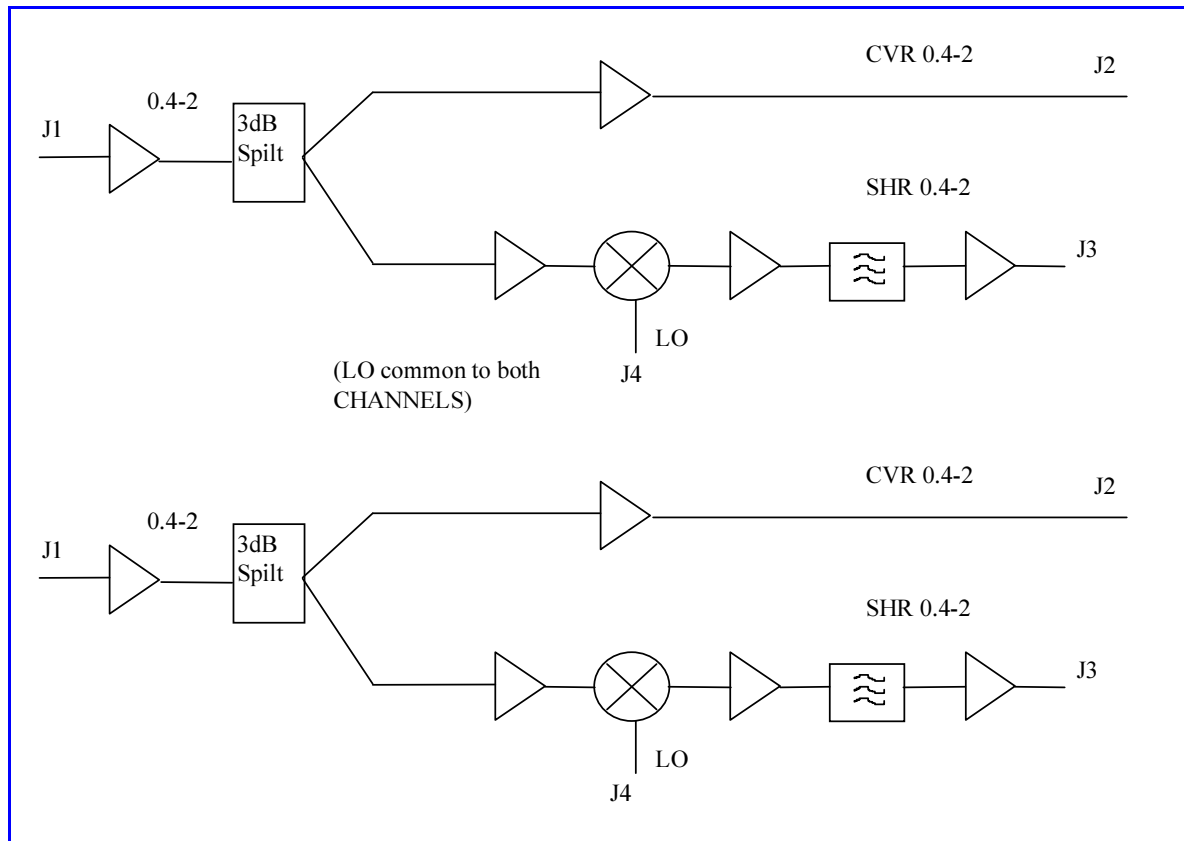 CVR 0.4-2
J2
0.4-2
J1
3dB
Spilt
SHR 0.4-2
J3
LO
J4
(LO common to both
CHANNELS)
CVR 0.4-2
J2
0.4-2
J1
3dB
Spilt
SHR 0.4-2
J3
LO
J4